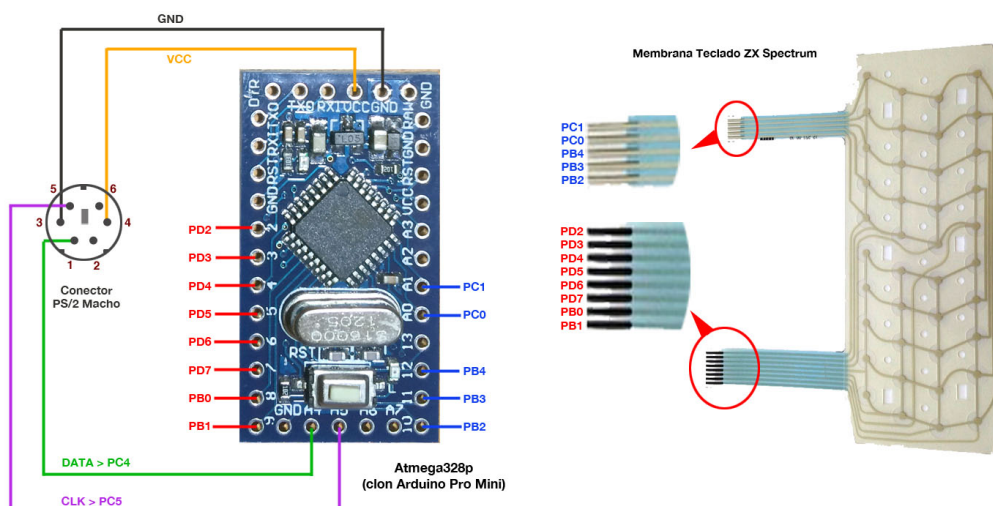 GND
VCC
Membrana Teclado ZX Spectrum
5
6
3
4
1
2
Conector
PS/2 Macho
DTR
TXO
RXI
VCC
GND
GND
TXO
RXI
RST
GND
2
3
4
5
6
7
8
9
RAW
GND
RST
VCC
A3
A2
A1
A0
13
12
11
10
RST
GND
A4
A5
A6
A7
PD2
PD3
PD4
PD5
PD6
PD7
PB0
PB1
PC1
PC0
PB4
PB3
PB2
DATA > PC4
CLK > PC5
Atmega328p
(clon Arduino Pro Mini)
PC1
PC0
PB4
PB3
PB2
PD2
PD3
PD4
PD5
PD6
PD7
PB0
PB1